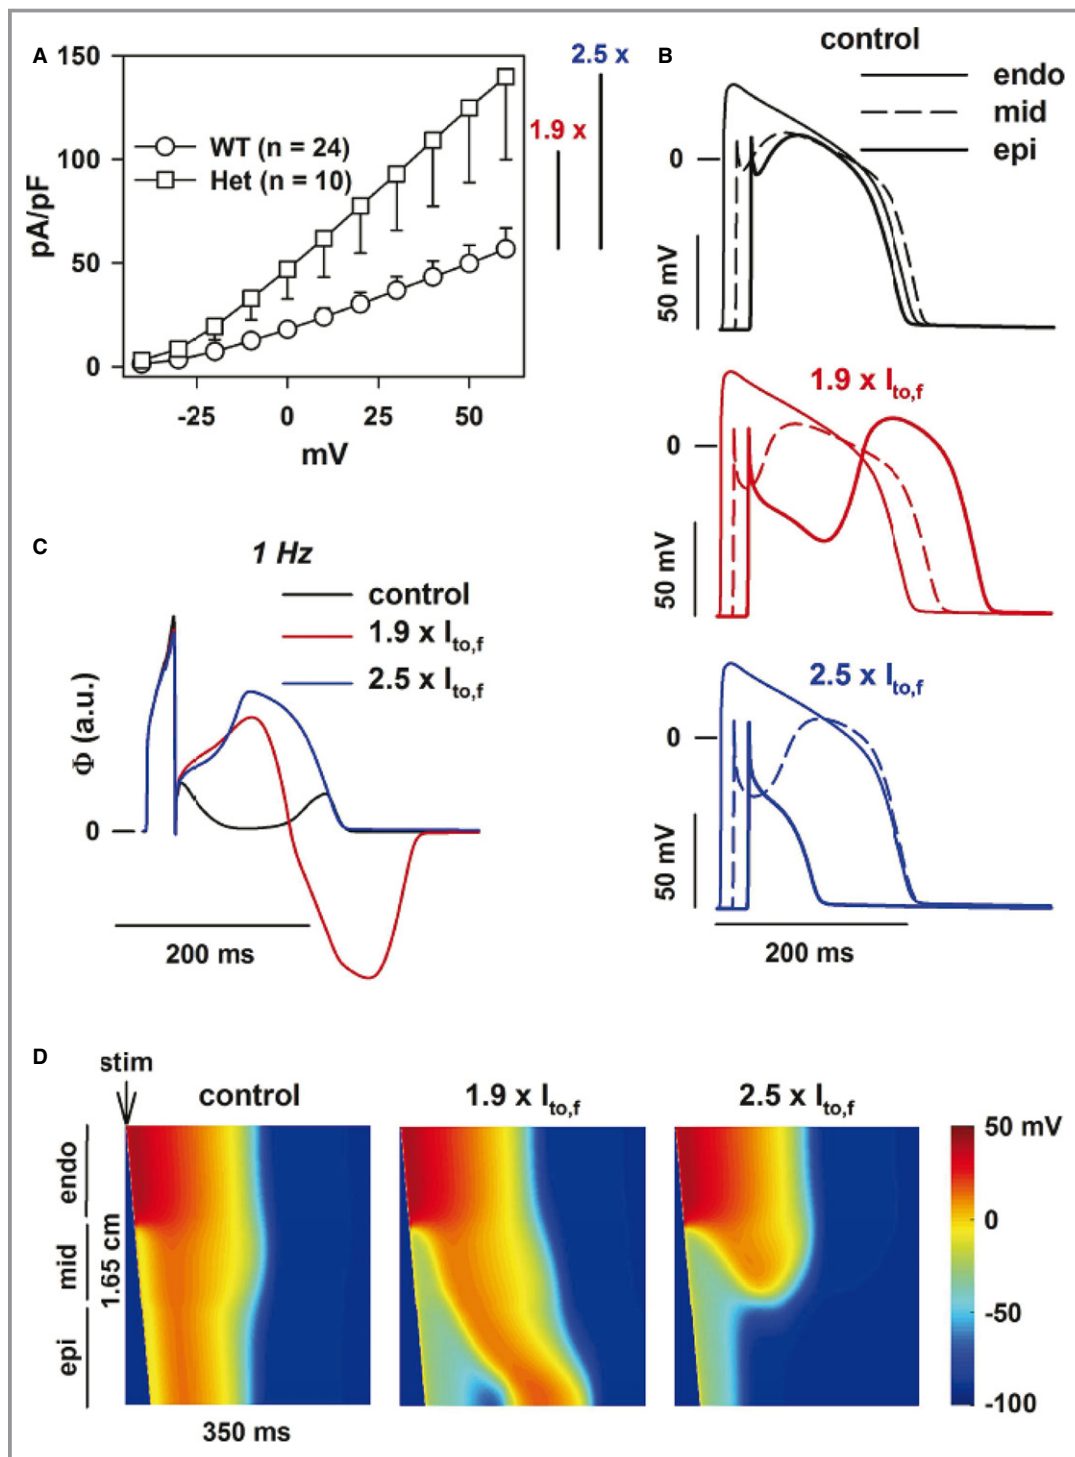 A
150
100
50
0
pA/pF
WT (n = 24)
Het (n = 10)
-25
0
25
50
mV
1.9 x
2.5 x
B
control
endo
mid
epi
0
50 mV
1.9 x Ito,f
0
50 mV
2.5 x Ito,f
0
50 mV
200 ms
C
1 Hz
control
1.9 x Ito,f
2.5 x Ito,f
Φ (a.u.)
0
200 ms
D
stim
control
1.9 x Ito,f
2.5 x Ito,f
endo
mid
epi
1.65 cm
350 ms
50 mV
0
-50
-100